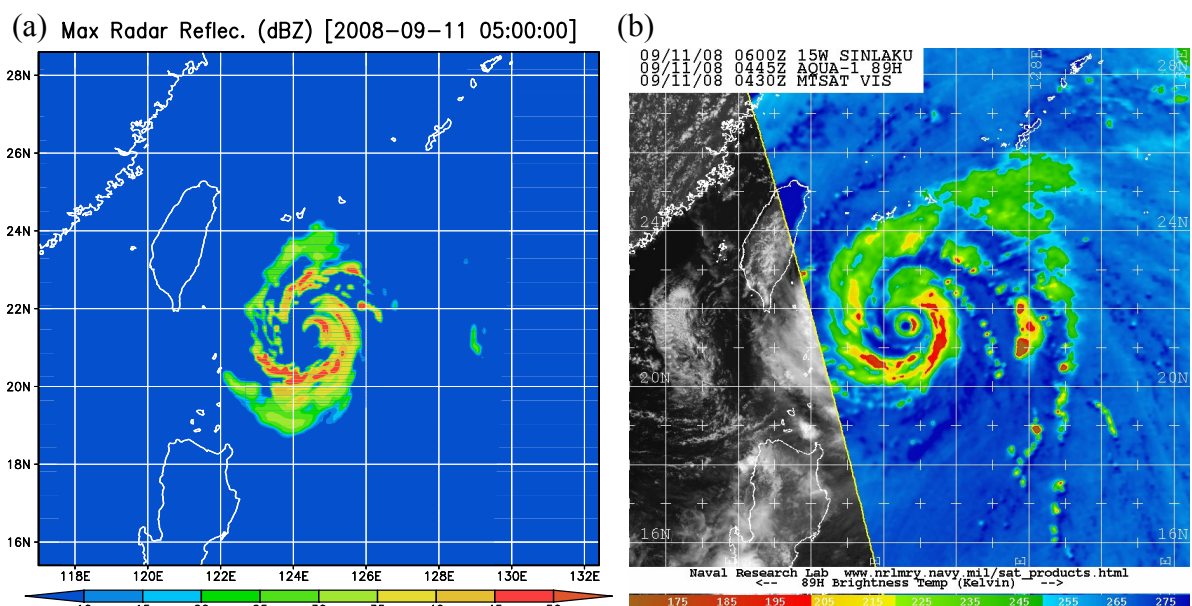 (a) Max Radar Reflec. (dBZ) [2008-09-11 05:00:00]
28N
26N
24N
22N
20N
18N
16N
118E 120E 122E 124E 126E 128E 130E 132E
(b)
09/11/08 0600Z 15W SINLAKU
09/11/08 0445Z AQUA-1 89H
09/11/08 0430Z MTSAT VIS
128E
132E
28N
24N 24N
20N 20N
16N 16N
Naval Research Lab www.nrlmry.navy.mil/sat_products.html
<-- 89H Brightness Temp (Kelvin) -->
175 185 195 205 215 225 235 245 255 265 275